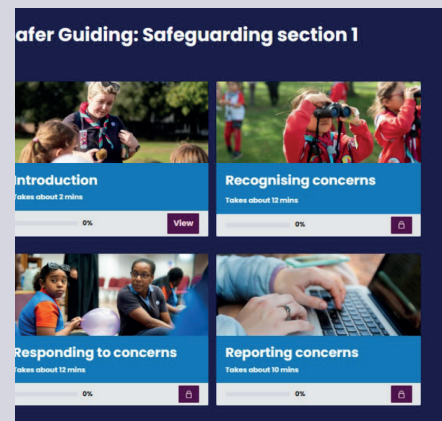 afer Guiding: Safeguarding section 1
Introduction
Takes about 2 mins
0%
View
Recognising concerns
Takes about 12 mins
0%
Responding to concerns
Takes about 12 mins
0%
Reporting concerns
Takes about 10 mins
0%